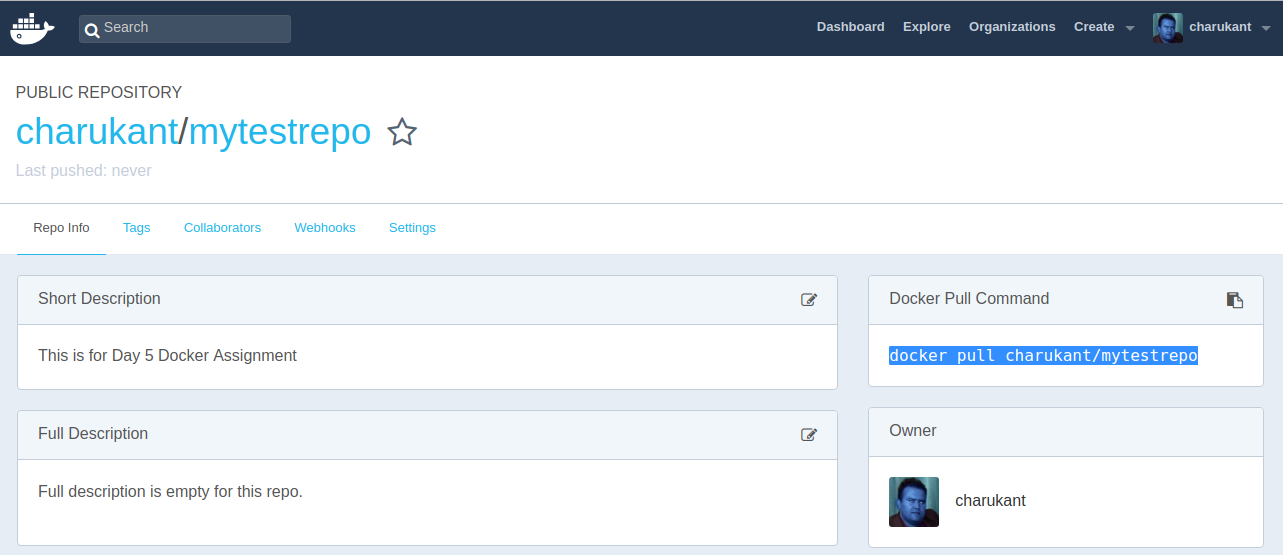 Search
Dashboard Explore Organizations Create charukant
PUBLIC REPOSITORY
charukant/mytestrepo
Last pushed: never
Repo Info Tags Collaborators Webhooks Settings
Short Description
This is for Day 5 Docker Assignment
Full Description
Full description is empty for this repo.
Docker Pull Command
docker pull charukant/mytestrepo
Owner
charukant